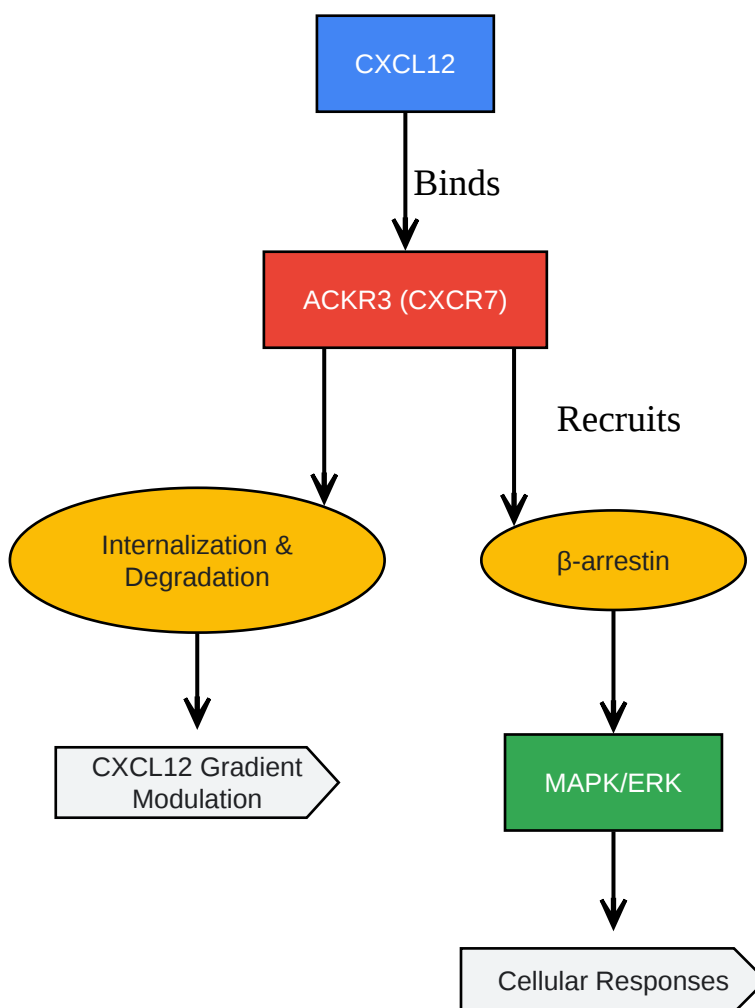 CXCL12
Binds
ACKR3 (CXCR7)
Recruits
Internalization &
Degradation
β-arrestin
CXCL12 Gradient
Modulation
MAPK/ERK
Cellular Responses